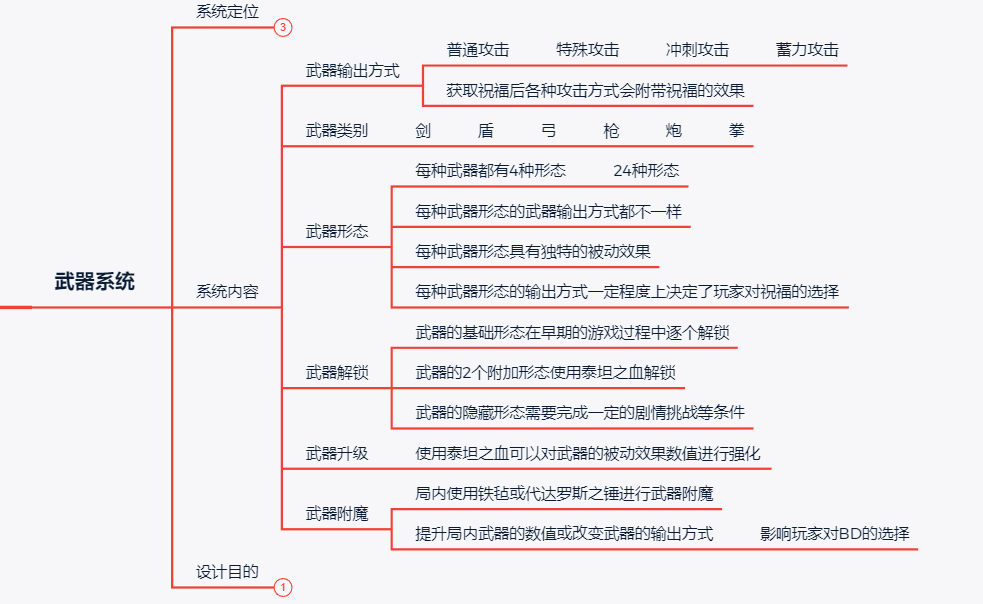 系统定位 3
武器输出方式 普通攻击 特殊攻击 冲刺攻击 蓄力攻击
获取祝福后各种攻击方式会附带祝福的效果
武器类别 剑 盾 弓 枪 炮 拳
每种武器都有4种形态 24种形态
每种武器形态的武器输出方式都不一样
武器形态
每种武器形态具有独特的被动效果
武器系统
系统内容
每种武器形态的输出方式一定程度上决定了玩家对祝福的选择
武器的基础形态在早期的游戏过程中逐个解锁
武器解锁 武器的2个附加形态使用泰坦之血解锁
武器的隐藏形态需要完成一定的剧情挑战等条件
武器升级 使用泰坦之血可以对武器的被动效果数值进行强化
局内使用铁毡或代达罗斯之锤进行武器附魔
武器附魔
提升局内武器的数值或改变武器的输出方式 影响玩家对BD的选择
设计目的 1